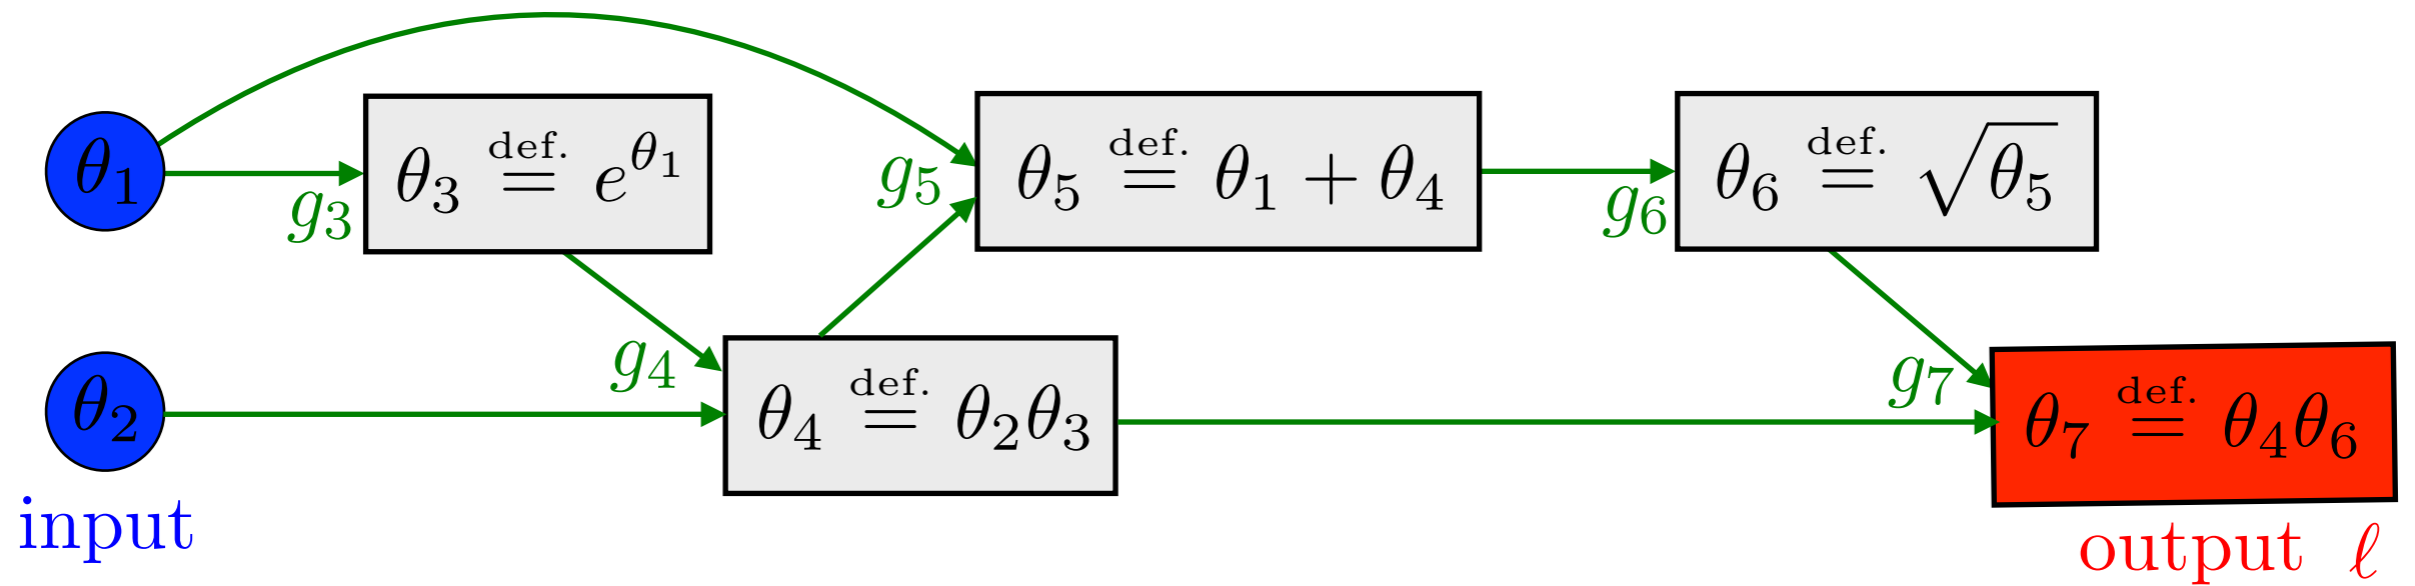 θ₁
g₃
θ₃ def.= e^θ₁
g₅
θ₅ def.= θ₁ + θ₄
g₆
θ₆ def.= √θ₅
θ₂
g₄
θ₄ def.= θ₂θ₃
g₇
θ₇ def.= θ₄θ₆
input
output ℓ